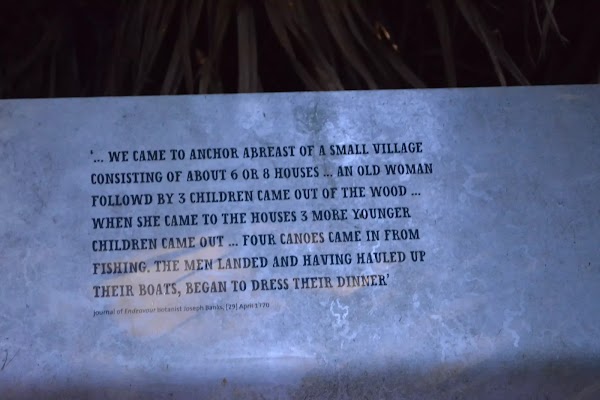 ‘... WE CAME TO ANCHOR ABREAST OF A SMALL VILLAGE
CONSISTING OF ABOUT 6 OR 8 HOUSES ... AN OLD WOMAN
FOLLOWD BY 3 CHILDREN CAME OUT OF THE WOOD ...
WHEN SHE CAME TO THE HOUSES 3 MORE YOUNGER
CHILDREN CAME OUT ... FOUR CANOES CAME IN FROM
FISHING. THE MEN LANDED AND HAVING HAULED UP
THEIR BOATS, BEGAN TO DRESS THEIR DINNER’
Journal of Endeavour botanist Joseph Banks, [29] April 1770